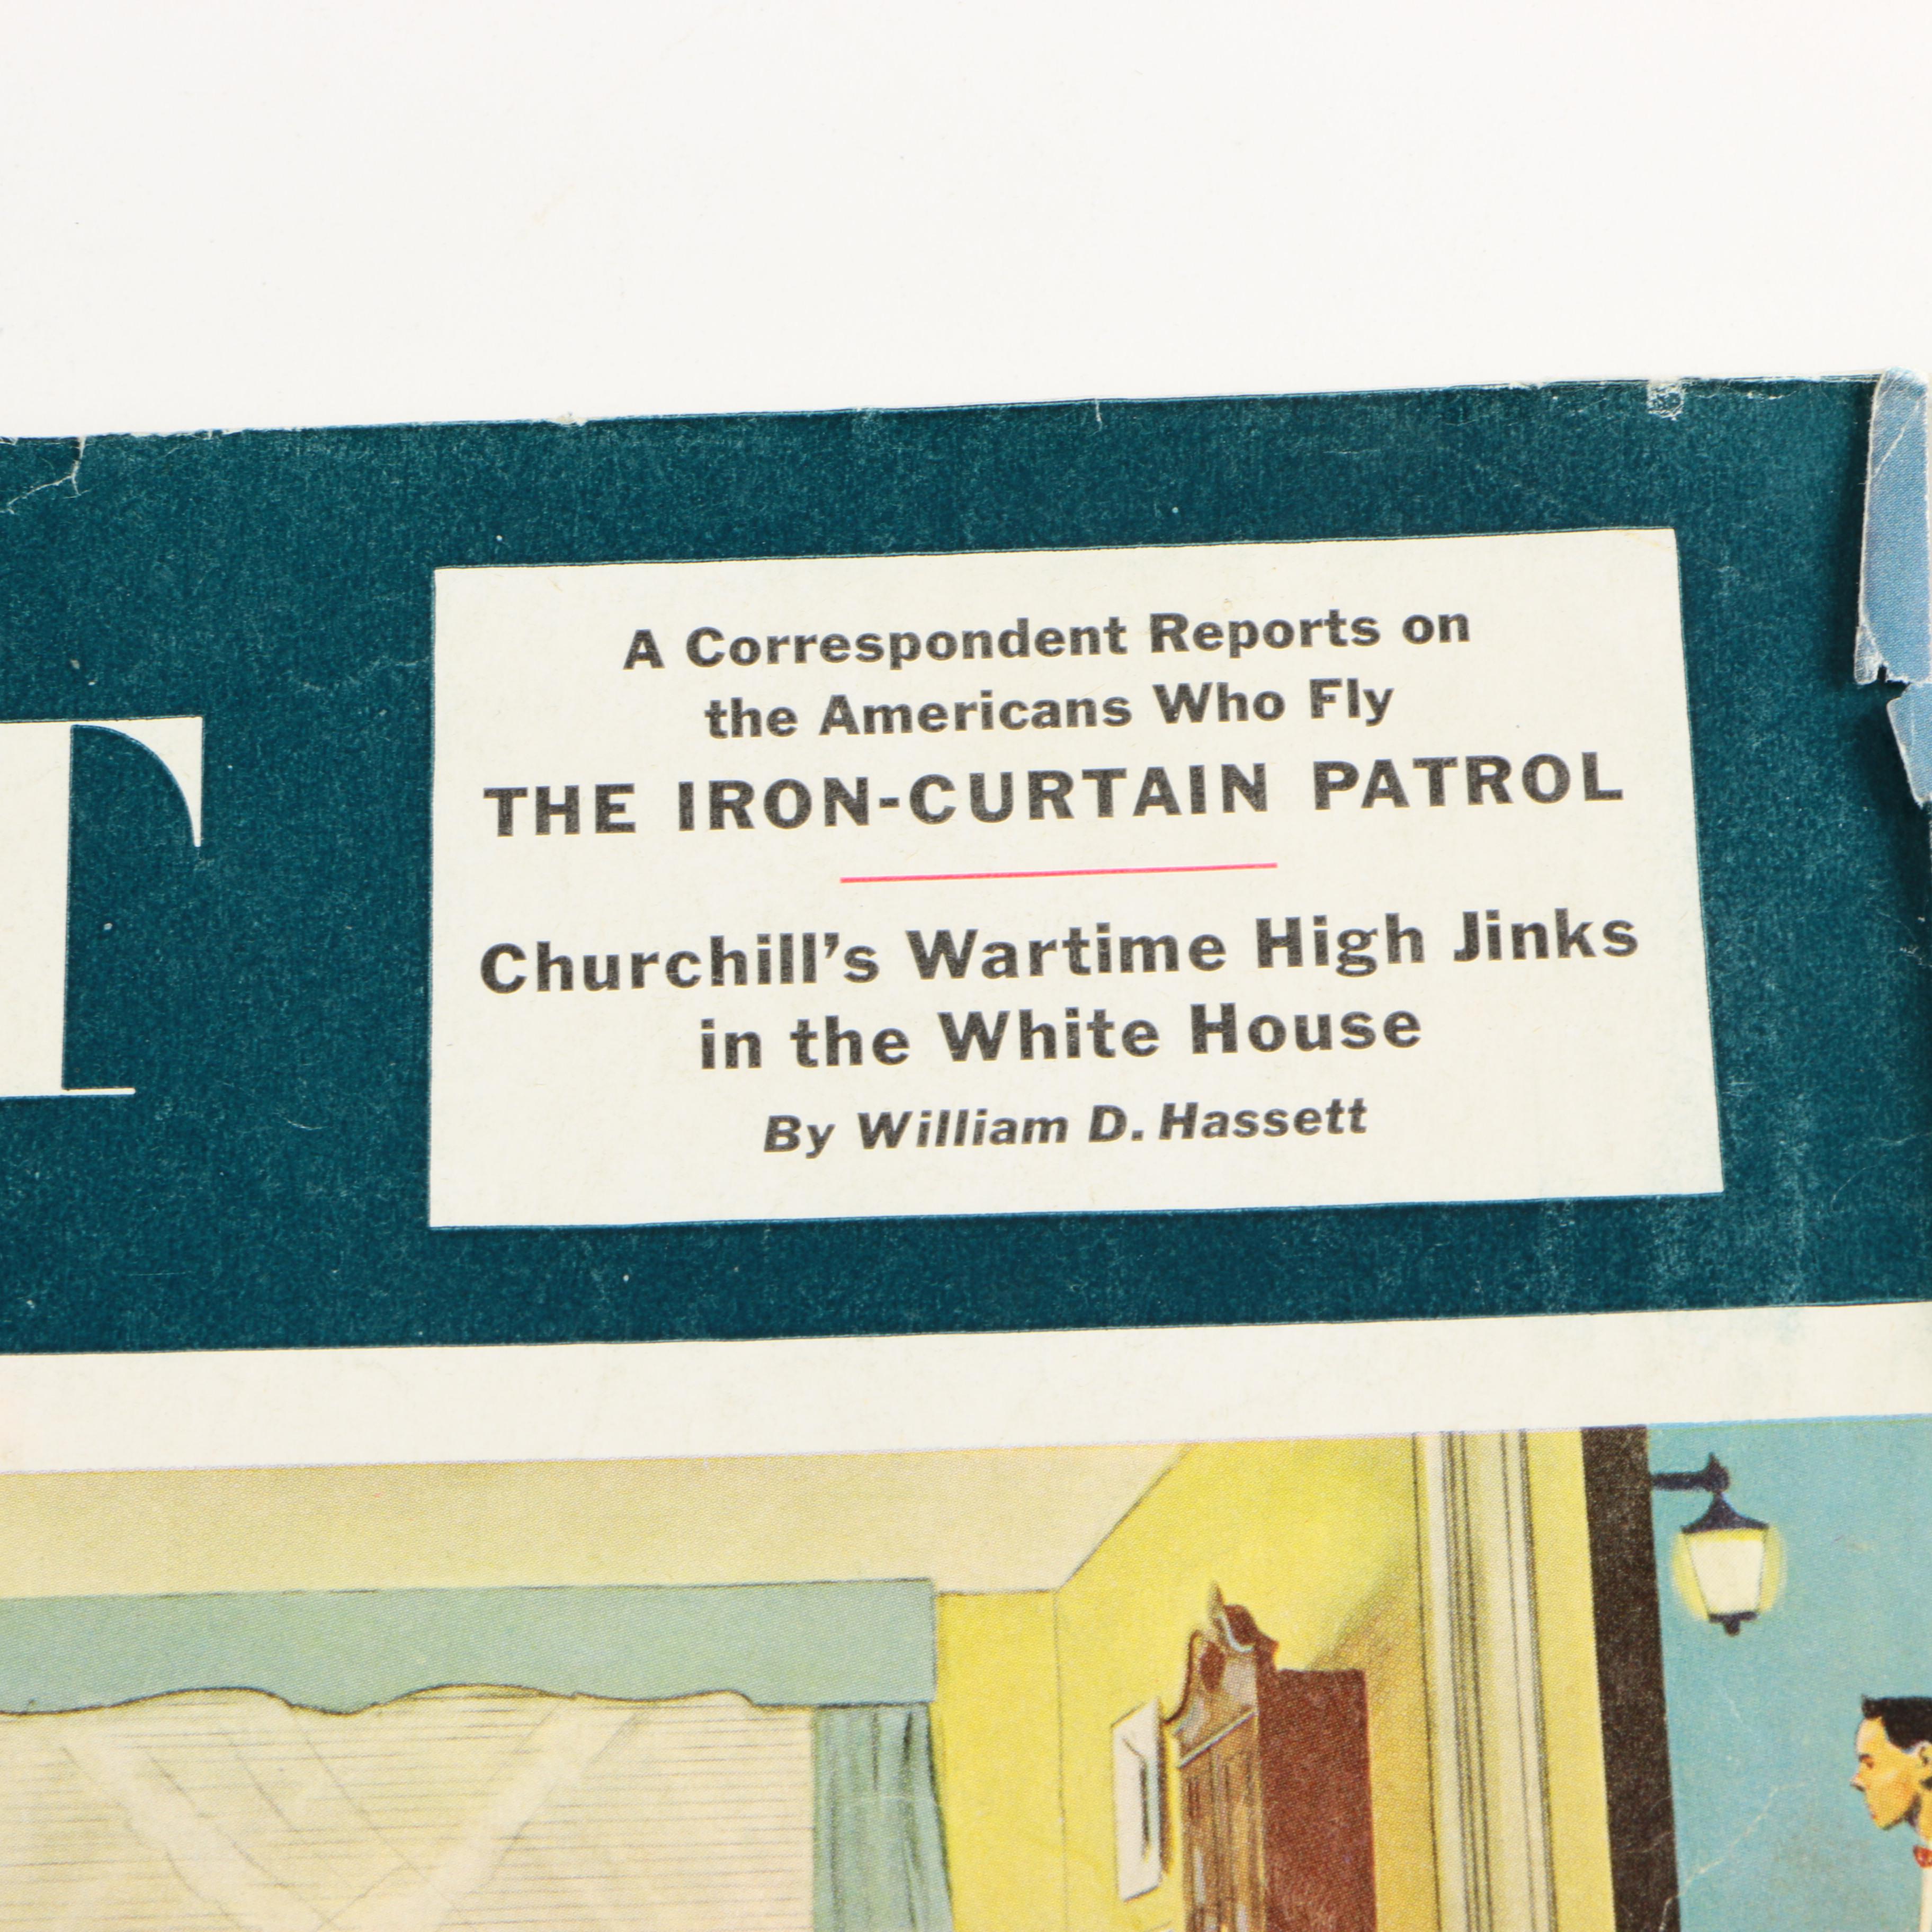 T
A Correspondent Reports on
the Americans Who Fly
THE IRON-CURTAIN PATROL
Churchill's Wartime High Jinks
in the White House
By William D. Hassett